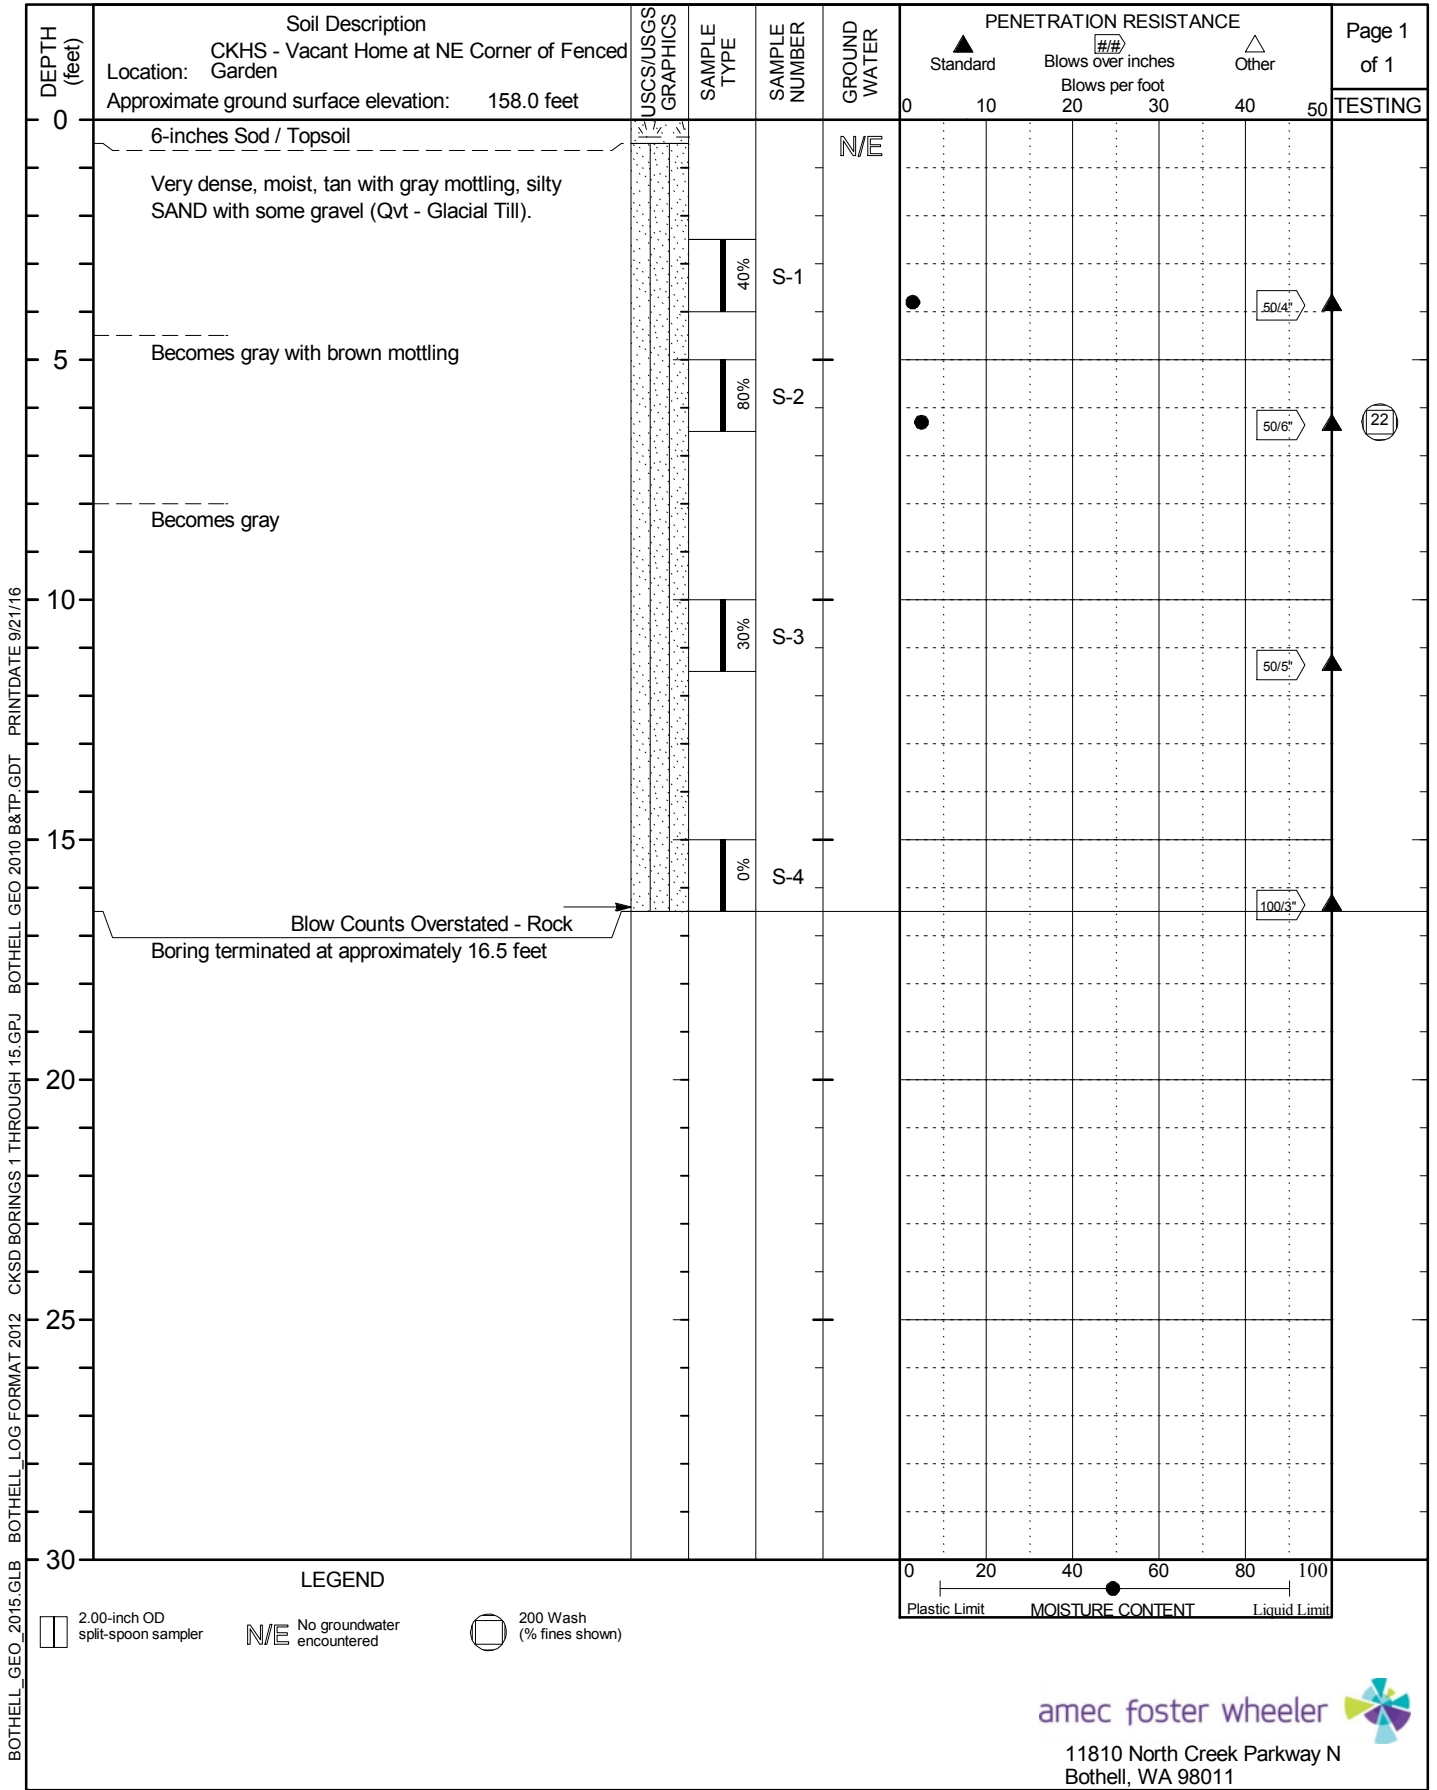 DEPTH
(feet)
Soil Description
Location: CKHS - Vacant Home at NE Corner of Fenced
Garden
Approximate ground surface elevation: 158.0 feet
USCS/USGS
GRAPHICS
SAMPLE
TYPE
SAMPLE
NUMBER
GROUND
WATER
PENETRATION RESISTANCE
Standard
#/#
Blows over inches
Other
Blows per foot
0 10 20 30 40 50
Page 1
of 1
TESTING
0
6-inches Sod / Topsoil
N/E
Very dense, moist, tan with gray mottling, silty
SAND with some gravel (Qvt - Glacial Till).
40% S-1
50/4"
Becomes gray with brown mottling
5
80% S-2
50/6"
22
Becomes gray
10
30% S-3
50/5"
15
0% S-4
100/3"
Blow Counts Overstated - Rock
Boring terminated at approximately 16.5 feet
20
25
30
0 20 40 60 80 100
Plastic Limit MOISTURE CONTENT Liquid Limit
LEGEND
2.00-inch OD
split-spoon sampler
N/E No groundwater
encountered
200 Wash
(% fines shown)
amec foster wheeler
11810 North Creek Parkway N
Bothell, WA 98011
BOTHELL_GEO_2015.GLB BOTHELL_LOG FORMAT 2012 CKSD BORINGS 1 THROUGH 15.GPJ BOTHELL GEO 2010 B&TP.GDT PRINTDATE 9/21/16